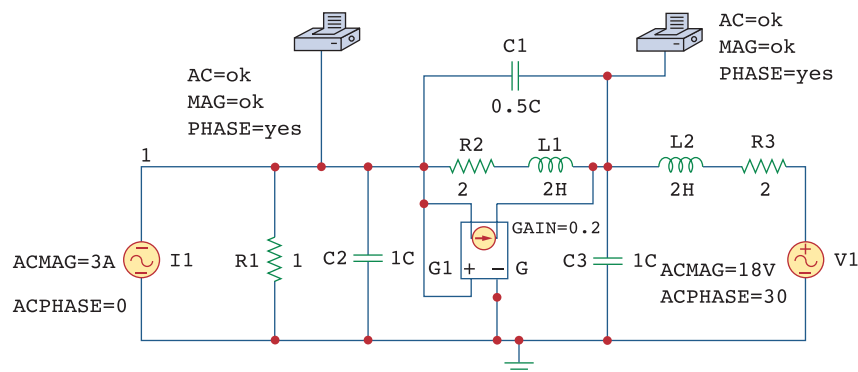 AC=ok
MAG=ok
PHASE=yes
AC=ok
MAG=ok
PHASE=yes
C1
0.5C
1
R2
2
L1
2H
L2
2H
R3
2
GAIN=0.2
ACMAG=3A
I1
ACPHASE=0
R1
1
C2
1C
G1
+
−
G
C3
1C
ACMAG=18V
ACPHASE=30
V1